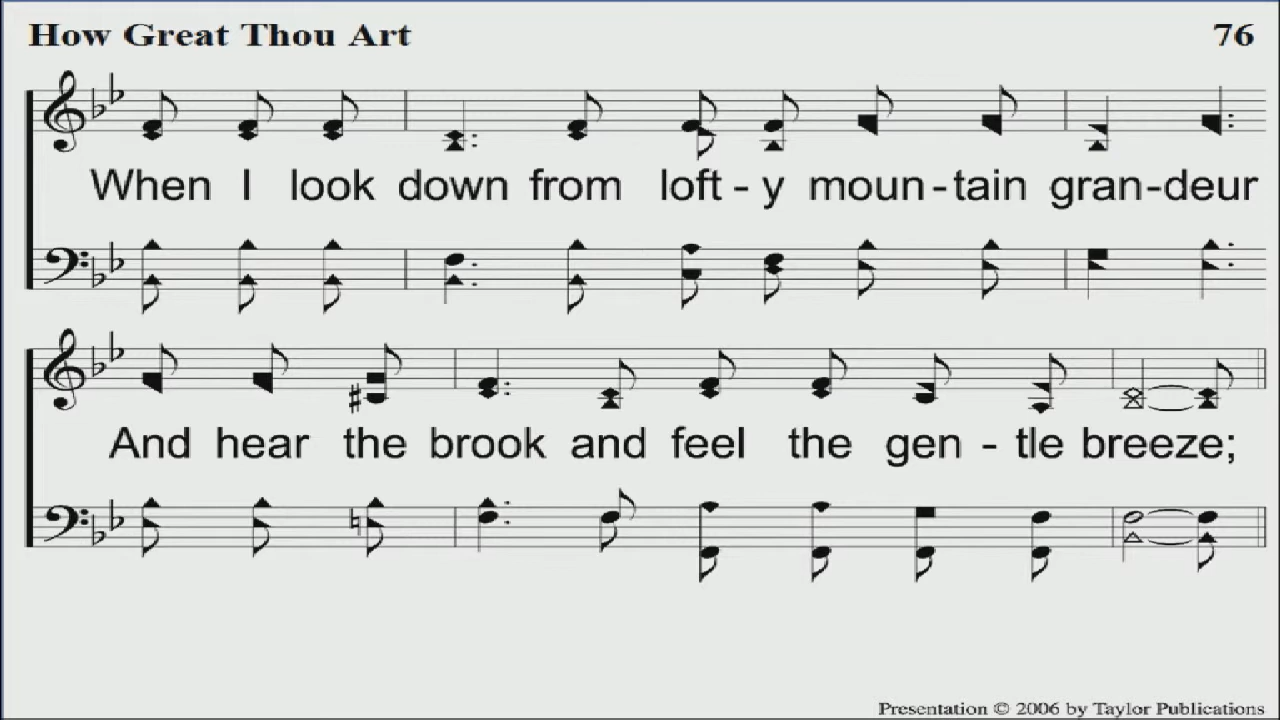 How Great Thou Art 76
When I look down from loft - y moun - tain gran - deur
And hear the brook and feel the gen - tle breeze;
Presentation © 2006 by Taylor Publications